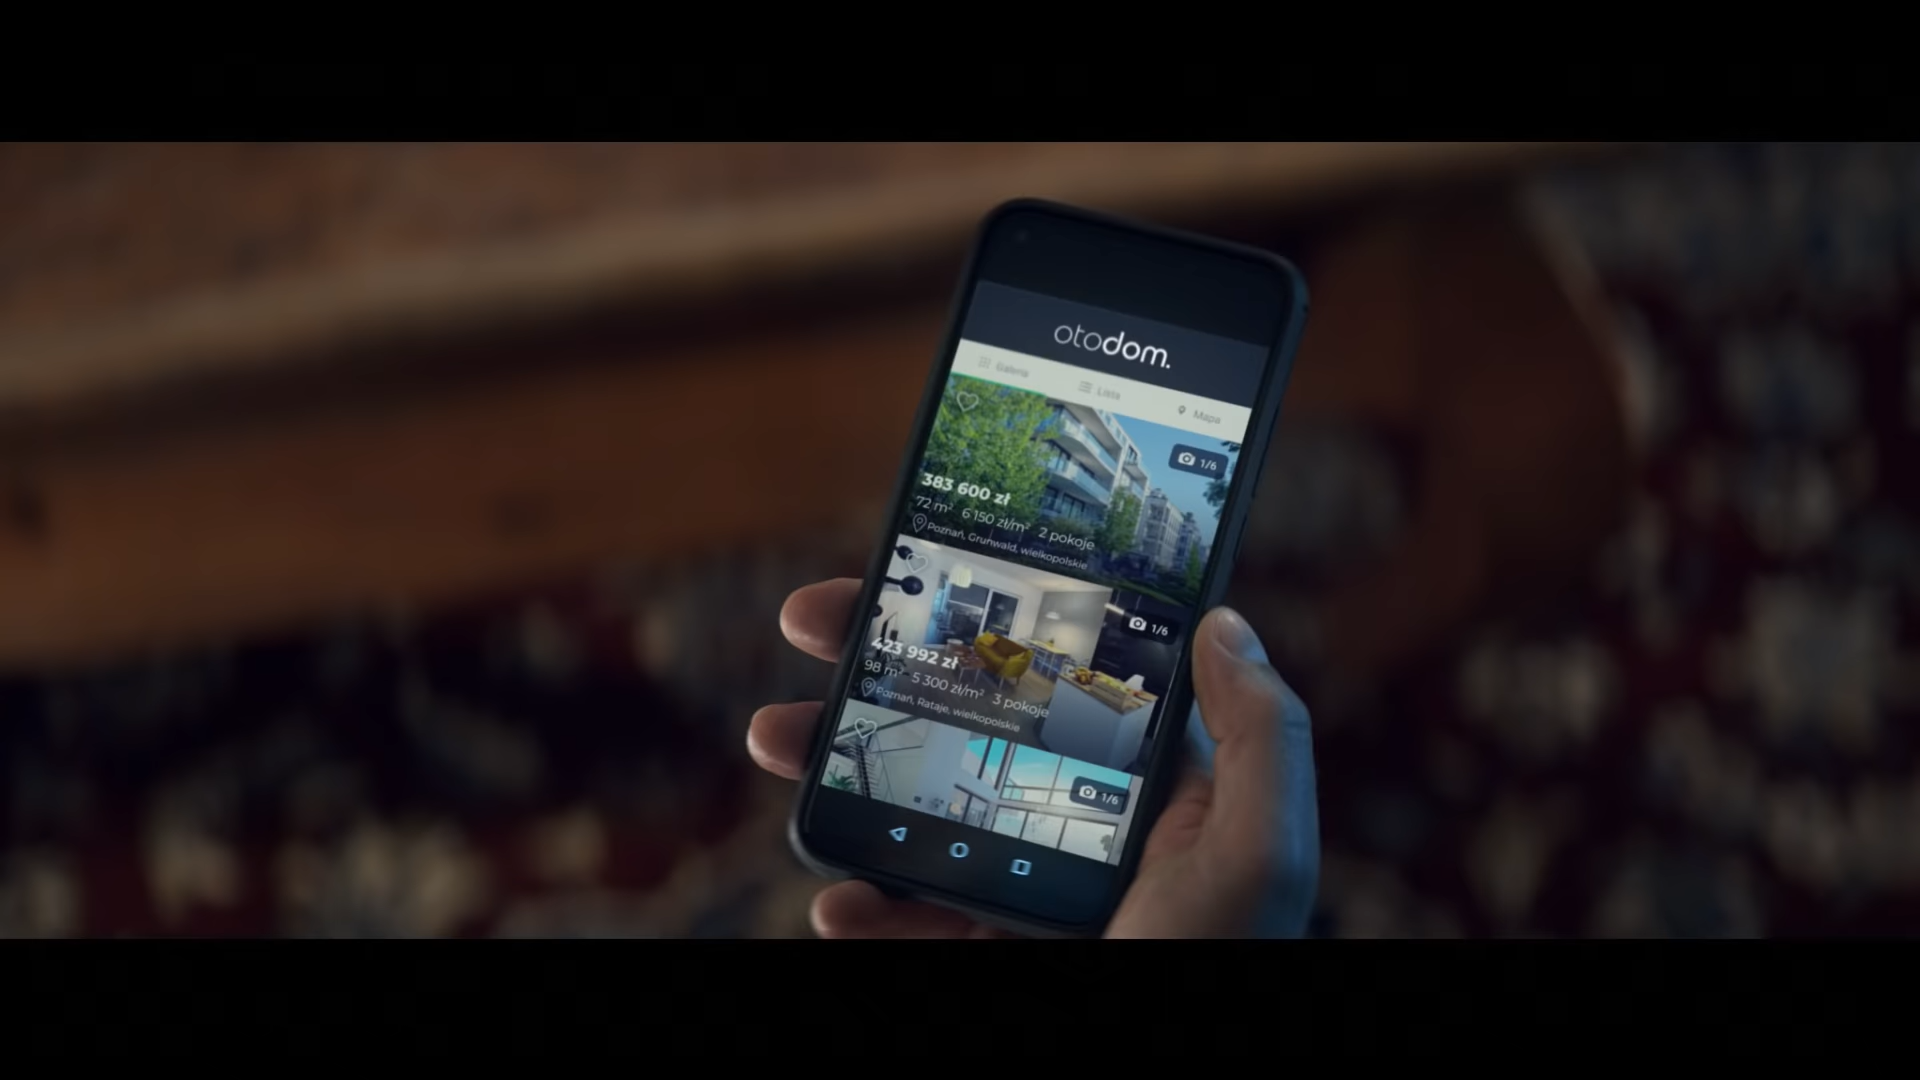 otodom.
Galeria
Lista
Mapa
1/6
383 600 zł
72 m² 6 150 zł/m² 2 pokoje
Poznań, Grunwald, wielkopolskie
1/6
423 992 zł
98 m² 5 300 zł/m² 3 pokoje
Poznań, Rataje, wielkopolskie
1/6